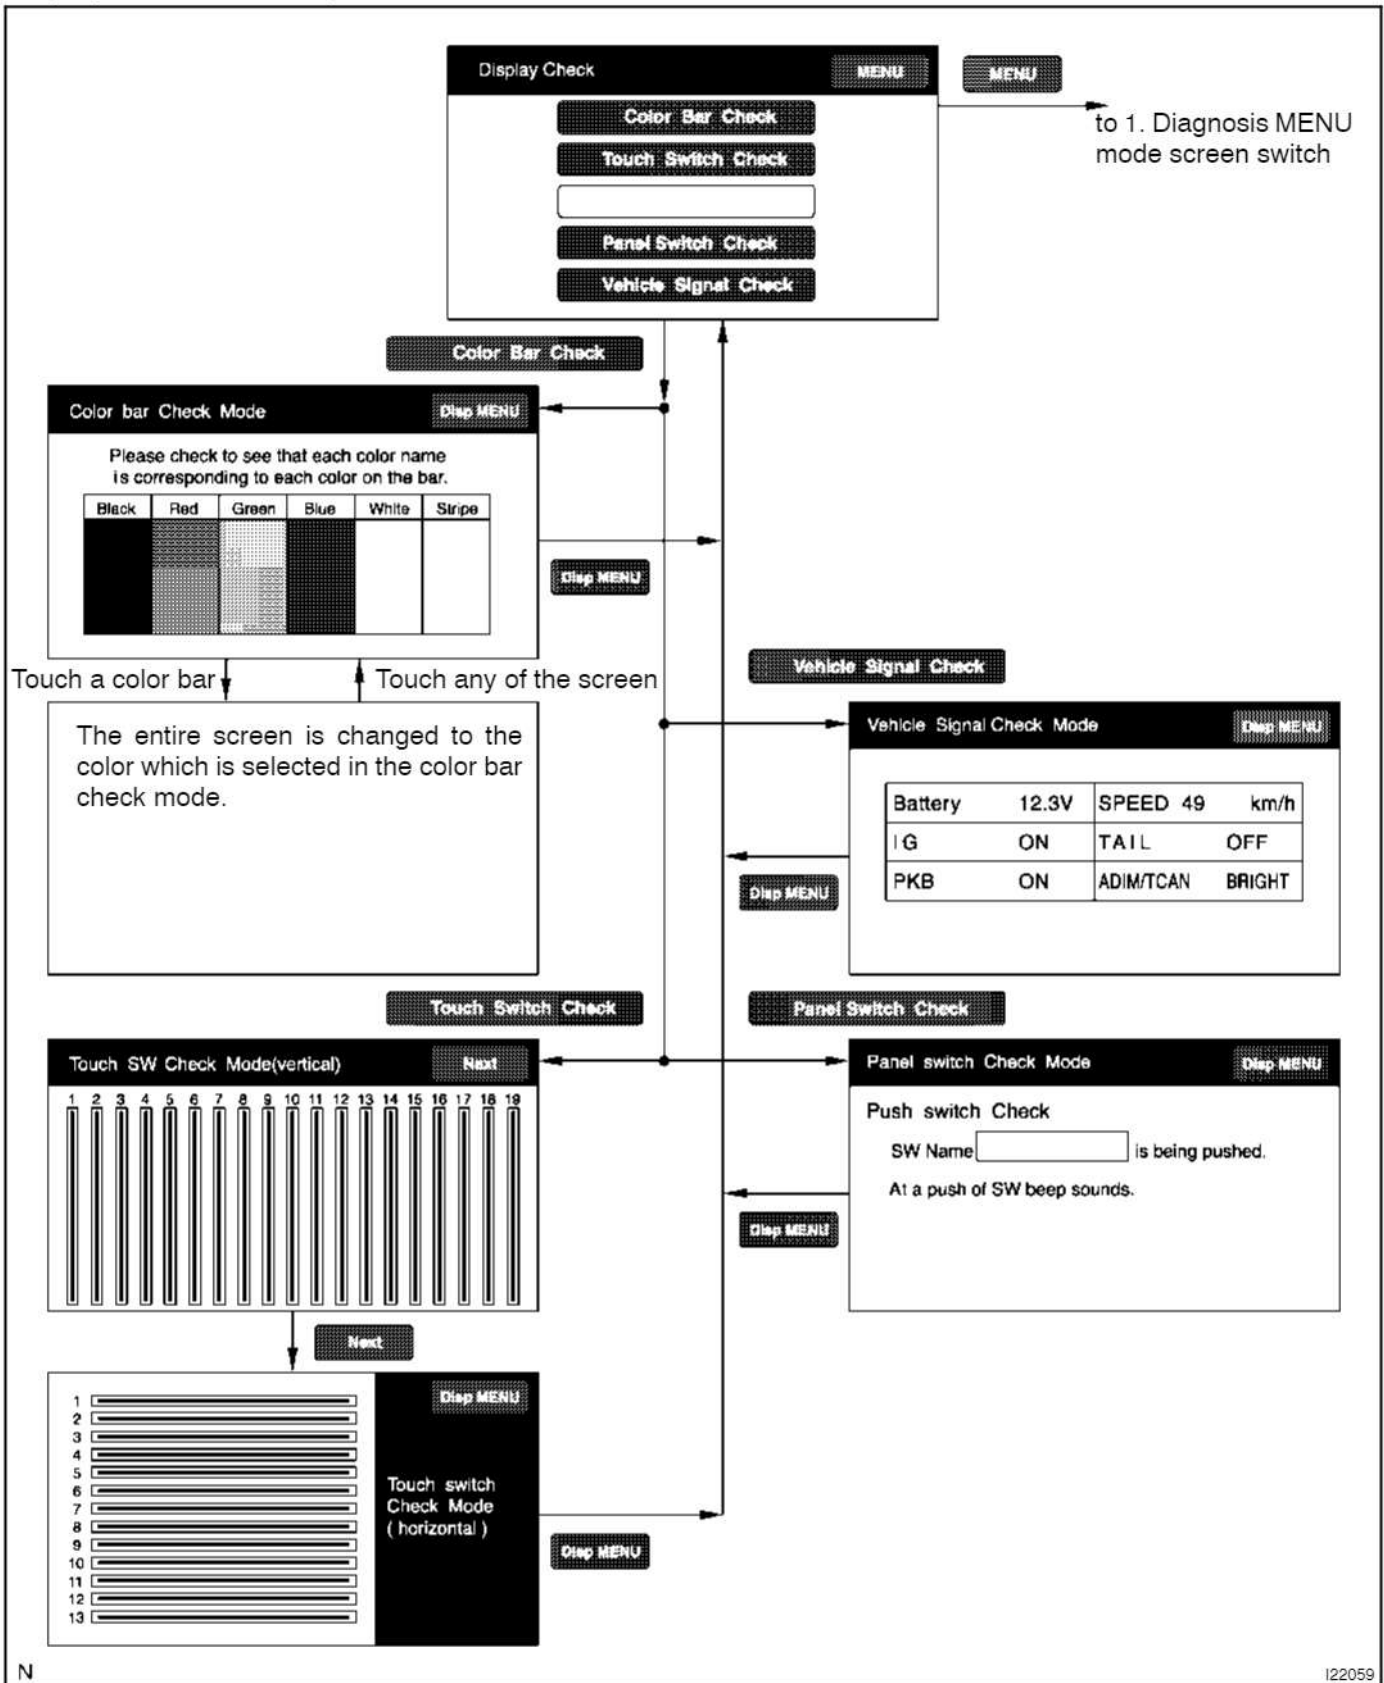 Display Check MENU MENU
Color Bar Check
to 1. Diagnosis MENU
mode screen switch
Touch Switch Check
Panel Switch Check
Vehicle Signal Check
Color Bar Check
Color bar Check Mode Disp MENU
Please check to see that each color name
is corresponding to each color on the bar.
Black Red Green Blue White Stripe
Disp MENU
Touch a color bar Touch any of the screen
The entire screen is changed to the
color which is selected in the color bar
check mode.
Vehicle Signal Check
Vehicle Signal Check Mode Disp MENU
Battery 12.3V SPEED 49 km/h
IG ON TAIL OFF
PKB ON ADIM/TCAN BRIGHT
Disp MENU
Touch Switch Check
Touch SW Check Mode(vertical) Next
1 2 3 4 5 6 7 8 9 10 11 12 13 14 15 16 17 18 19
Panel Switch Check
Panel switch Check Mode Disp MENU
Push switch Check
SW Name is being pushed.
At a push of SW beep sounds.
Disp MENU
Next
1
2
3
4
5
6
7
8
9
10
11
12
13
Disp MENU
Touch switch
Check Mode
( horizontal )
Disp MENU
N
I22059